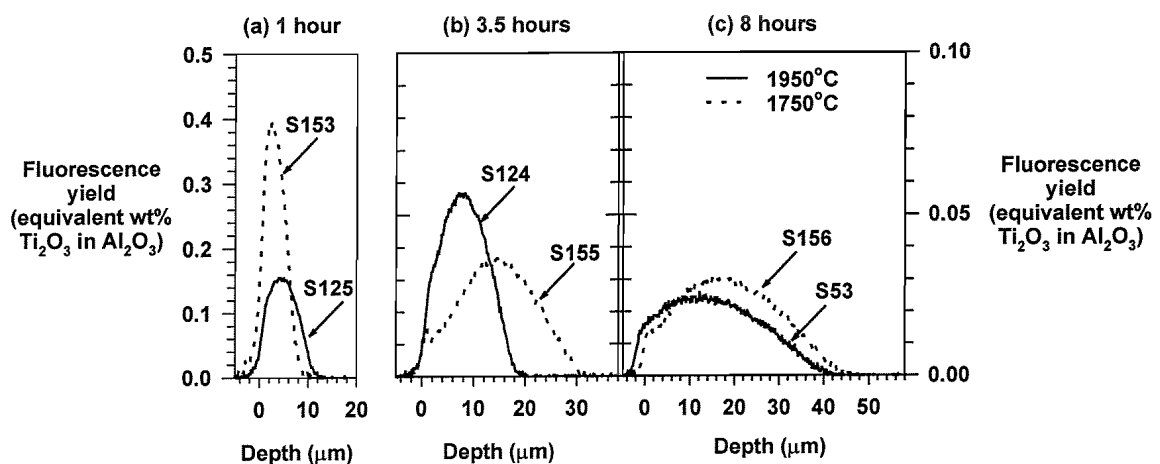 (a) 1 hour
(b) 3.5 hours
(c) 8 hours
Fluorescence
yield
(equivalent wt%
Ti₂O₃ in Al₂O₃)
0.5
0.4
0.3
0.2
0.1
0.0
S153
S125
0 10 20
Depth (μm)
S124
S155
0 10 20 30
Depth (μm)
1950°C
1750°C
S156
S53
0 10 20 30 40 50
Depth (μm)
0.10
0.05
0.00
Fluorescence
yield
(equivalent wt%
Ti₂O₃ in Al₂O₃)